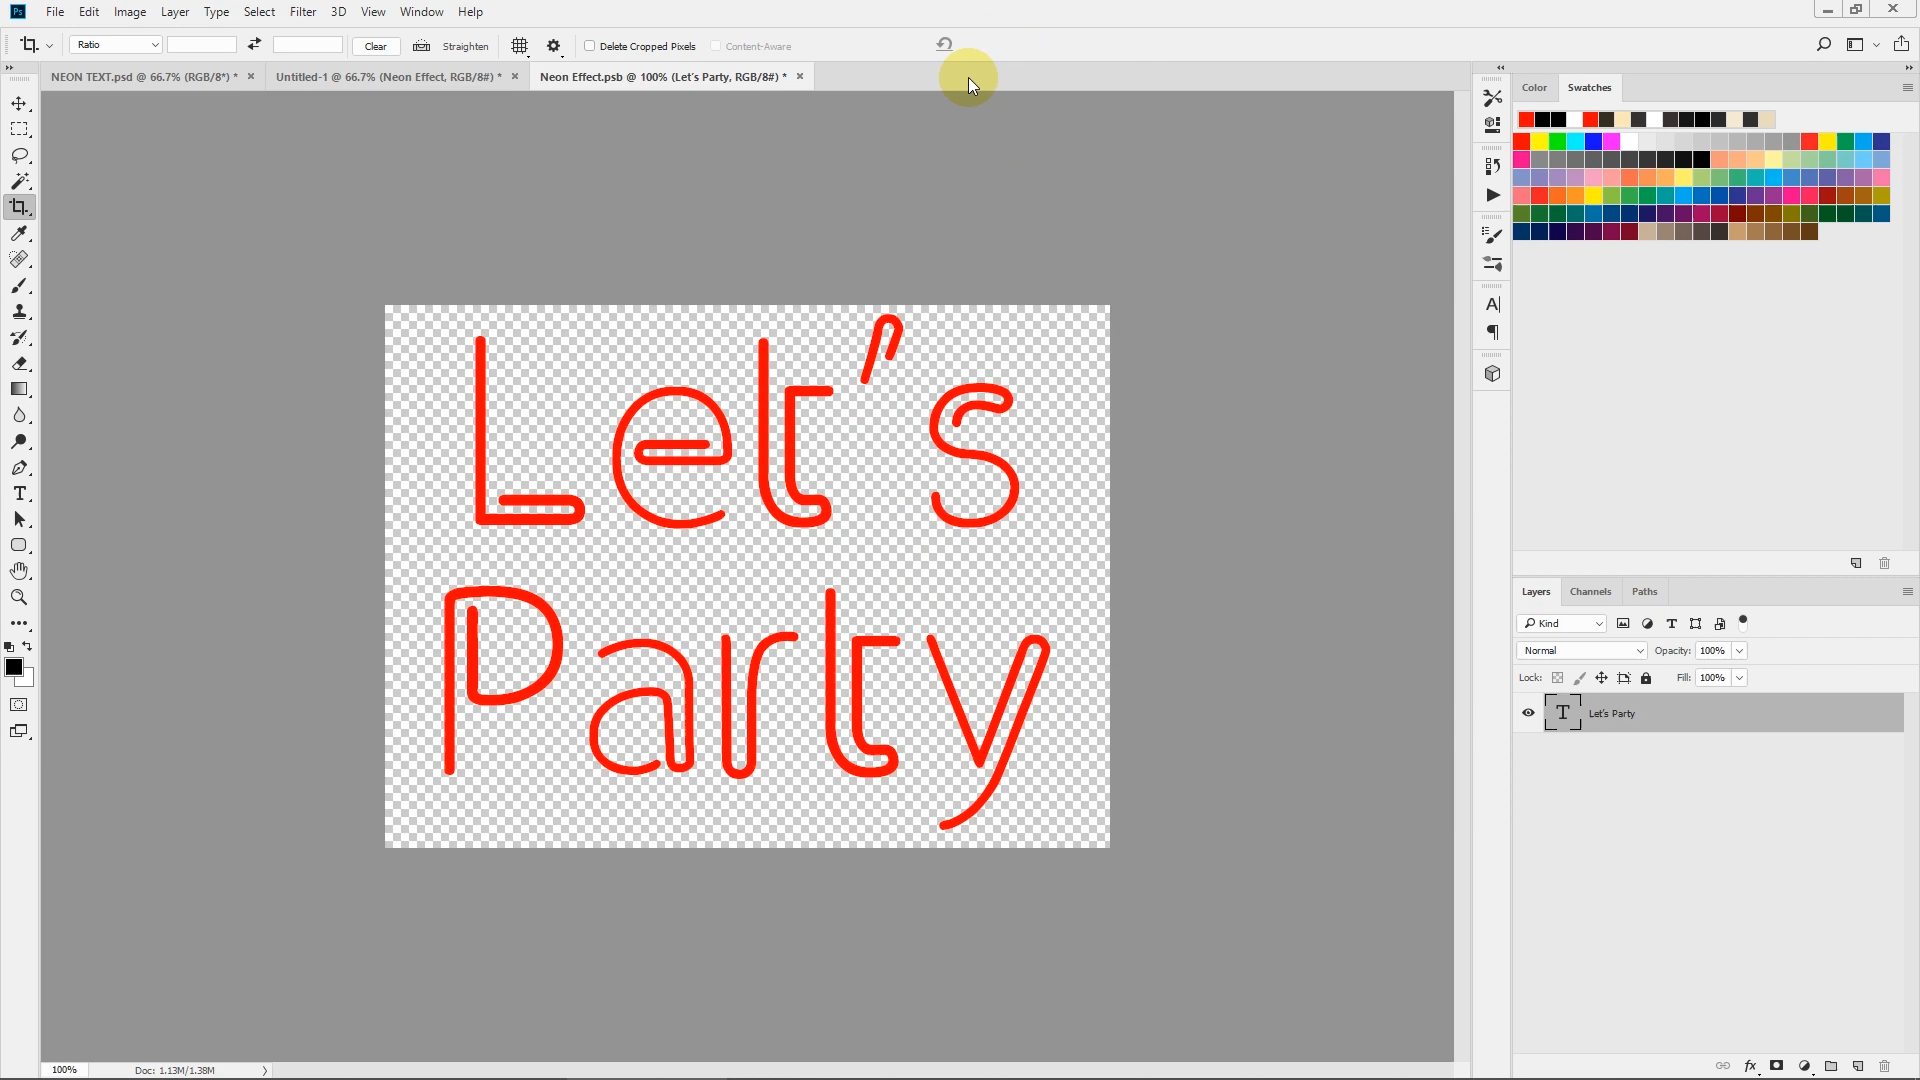 Ps File Edit Image Layer Type Select Filter 3D View Window Help
Ratio Clear Straighten Delete Cropped Pixels Content-Aware
NEON TEXT.psd @ 66.7% (RGB/8*) * Untitled-1 @ 66.7% (Neon Effect, RGB/8#) * Neon Effect.psb @ 100% (Let's Party, RGB/8#) *
Color Swatches
Let's
Party
Layers Channels Paths
Kind
Normal Opacity: 100%
Lock: Fill: 100%
Let's Party
100% Doc: 1.13M/1.38M